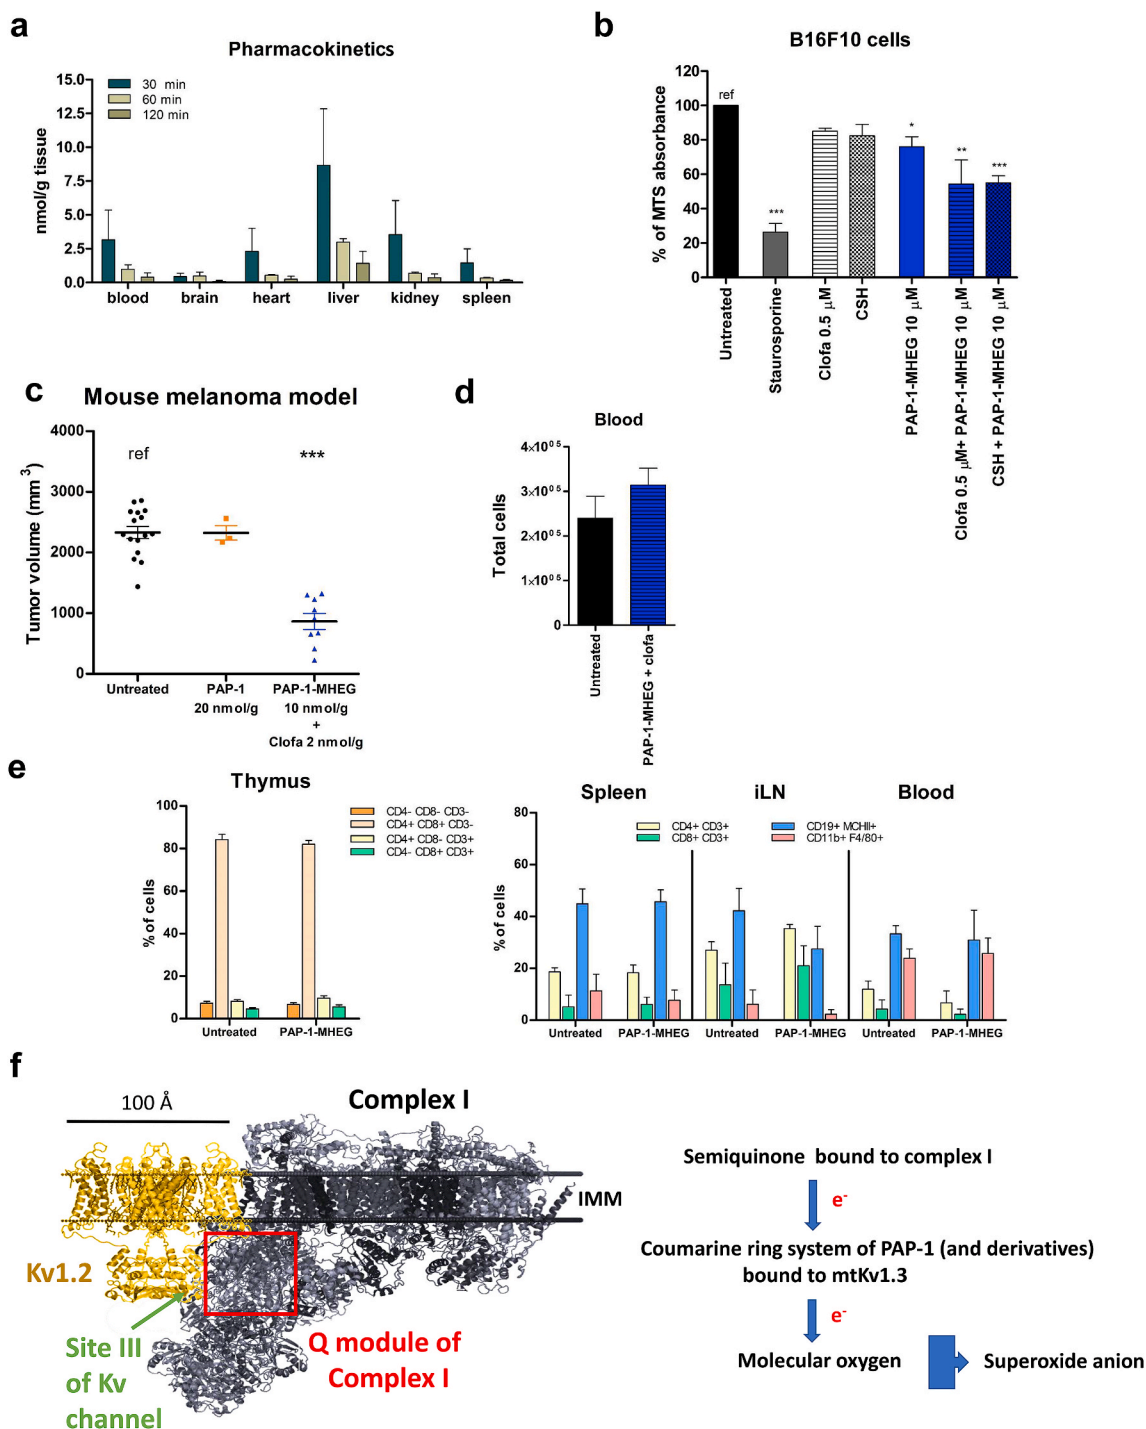 a
Pharmacokinetics
15.0
12.5
10.0
7.5
5.0
2.5
0.0
nmol/g tissue
30 min
60 min
120 min
blood brain heart liver kidney spleen
b
B16F10 cells
120
100
80
60
40
20
0
% of MTS absorbance
ref
***
*
**
***
Untreated
Staurosporine
Clofa 0.5 µM
CSH
PAP-1-MHEG 10 µM
Clofa 0.5 µM+ PAP-1-MHEG 10 µM
CSH + PAP-1-MHEG 10 µM
c
Mouse melanoma model
4000
3000
2000
1000
0
Tumor volume (mm³)
ref
***
Untreated
PAP-1
20 nmol/g
PAP-1-MHEG
10 nmol/g
+
Clofa 2 nmol/g
d
Blood
4×10⁰⁵
3×10⁰⁵
2×10⁰⁵
1×10⁰⁵
0
Total cells
Untreated
PAP-1-MHEG + clofa
e
Thymus
100
80
60
40
20
0
% of cells
CD4- CD8- CD3-
CD4+ CD8+ CD3-
CD4+ CD8- CD3+
CD4- CD8+ CD3+
Untreated PAP-1-MHEG
Spleen iLN Blood
80
60
40
20
0
% of cells
CD4+ CD3+
CD8+ CD3+
CD19+ MCHII+
CD11b+ F4/80+
Untreated PAP-1-MHEG Untreated PAP-1-MHEG Untreated PAP-1-MHEG
f
100 Å
Complex I
IMM
Kv1.2
Site III
of Kv
channel
Q module of
Complex I
Semiquinone bound to complex I
e⁻
Coumarine ring system of PAP-1 (and derivatives)
bound to mtKv1.3
e⁻
Molecular oxygen
Superoxide anion